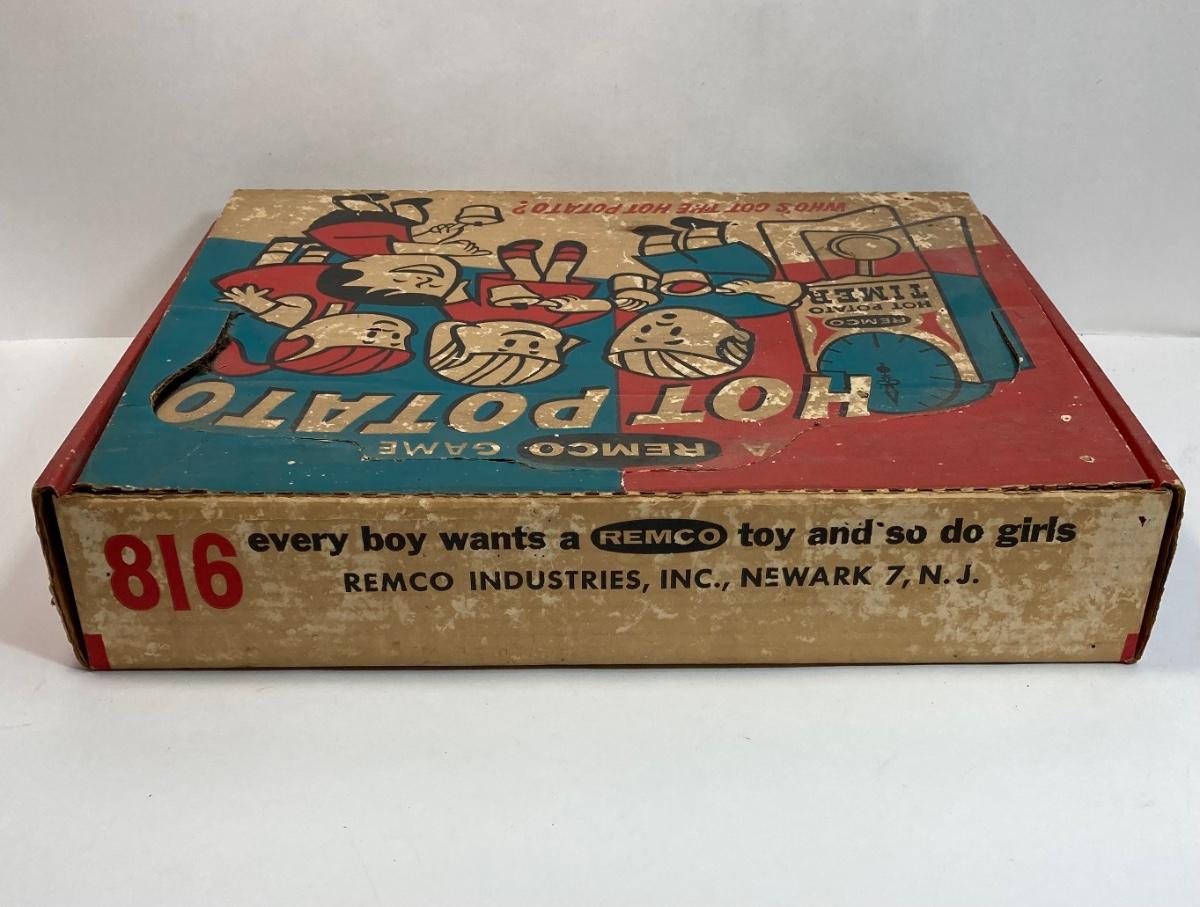 WHO'S GOT THE HOT POTATO?
HOT POTATO
TIMER
REMCO
HOT POTATO
A REMCO GAME
816
every boy wants a REMCO toy and so do girls
REMCO INDUSTRIES, INC., NEWARK 7, N. J.